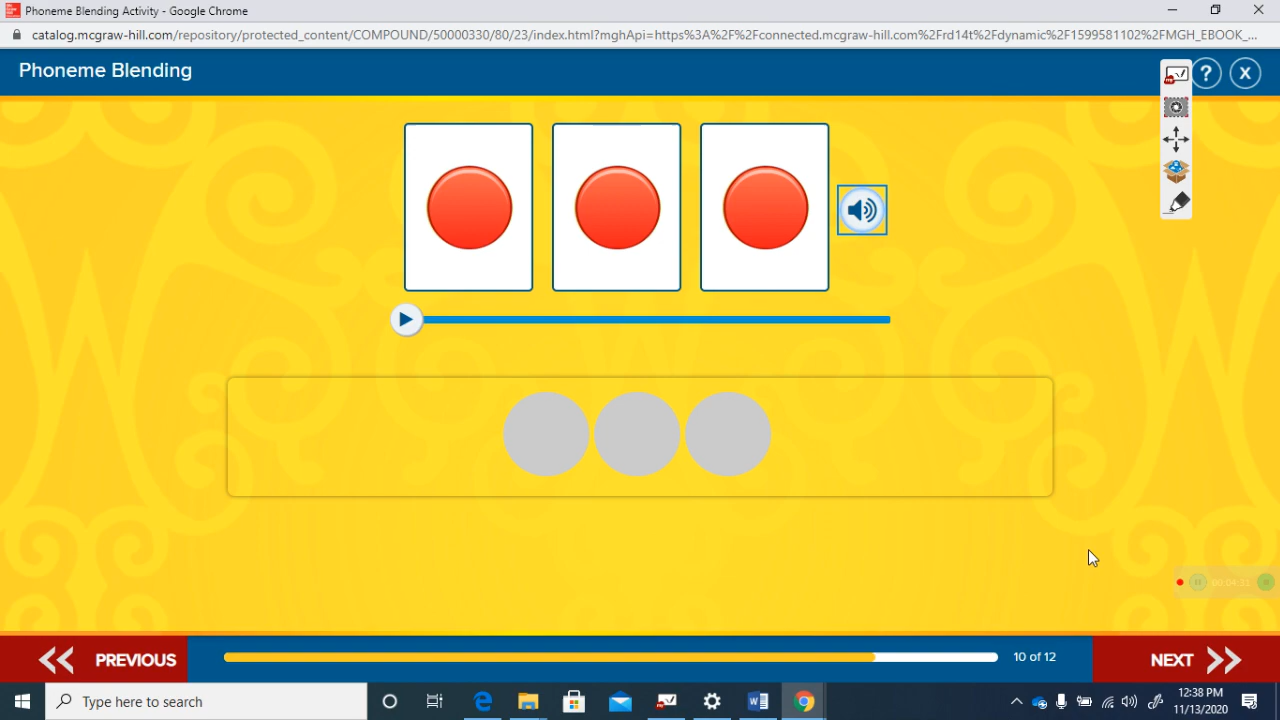 Phoneme Blending Activity - Google Chrome
catalog.mcgraw-hill.com/repository/protected_content/COMPOUND/50000330/80/23/index.html?mghApi=https%3A%2F%2Fconnected.mcgraw-hill.com%2Frd14t%2Fdynamic%2F1599581102%2FMGH_EBOOK_...
Phoneme Blending
?
X
PREVIOUS
10 of 12
NEXT
Type here to search
12:38 PM
11/13/2020